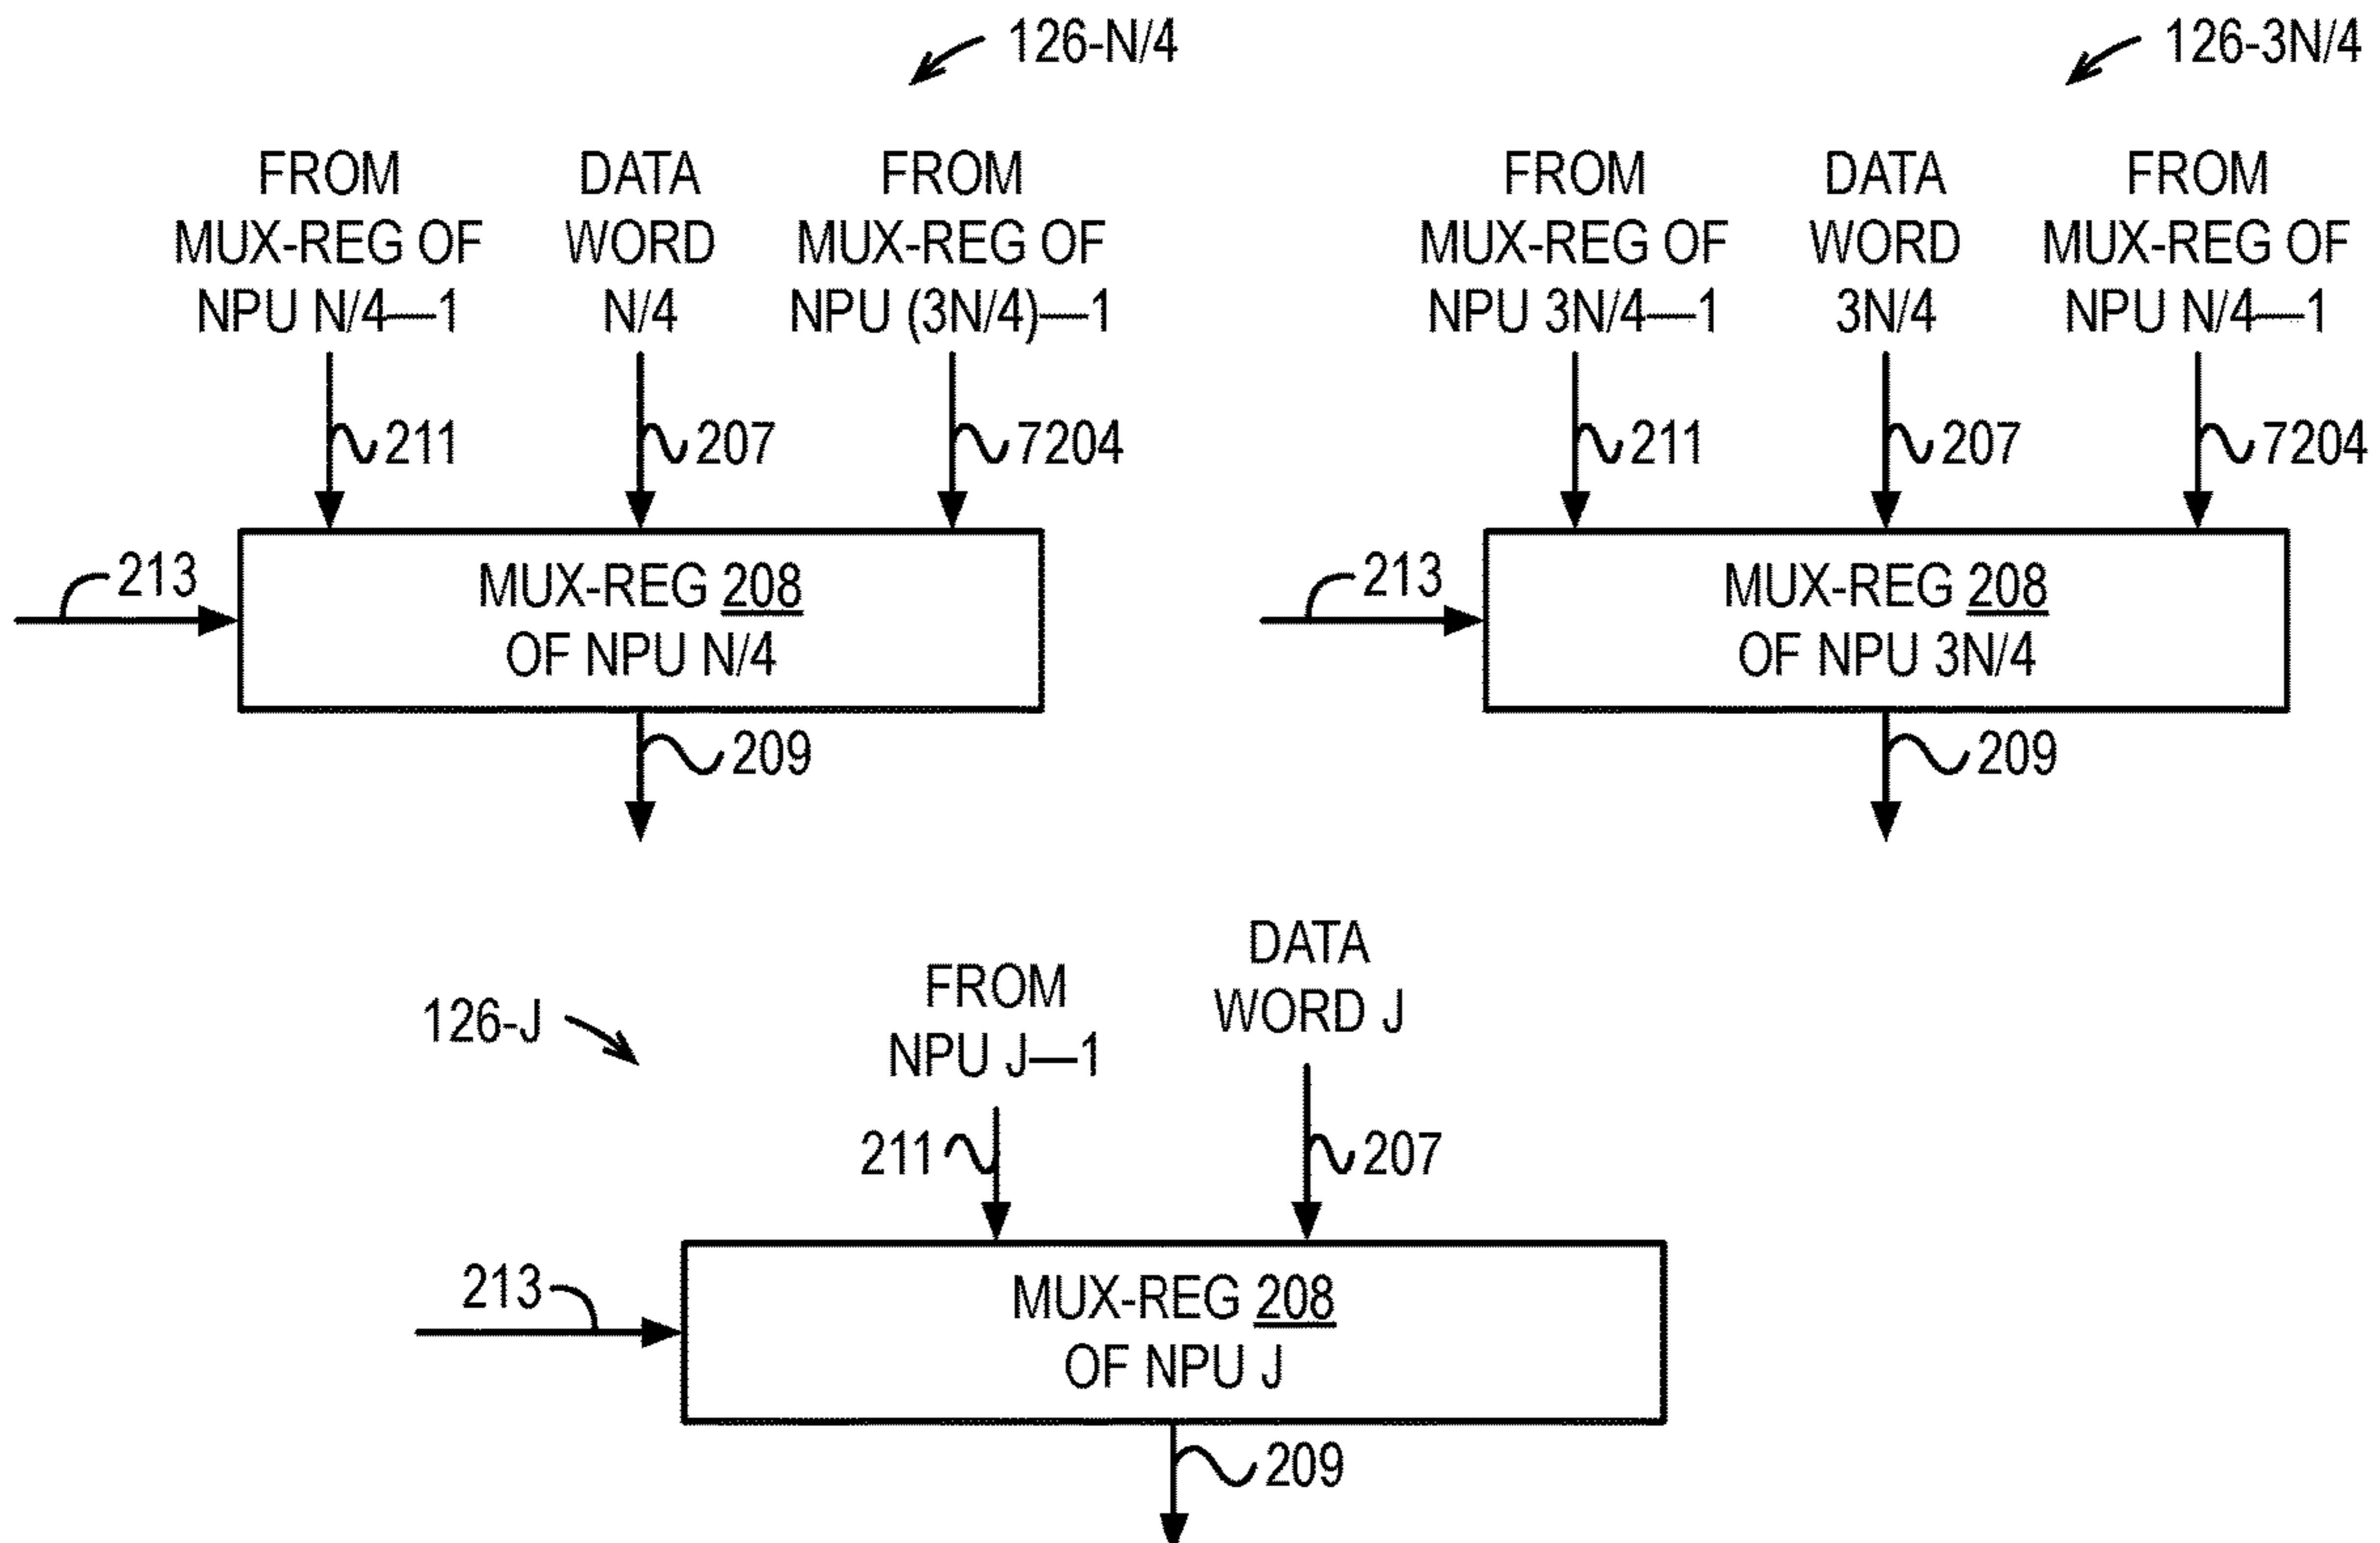 126-N/4
126-3N/4
FROM
MUX-REG OF
NPU N/4—1
DATA
WORD
N/4
FROM
MUX-REG OF
NPU (3N/4)—1
FROM
MUX-REG OF
NPU 3N/4—1
DATA
WORD
3N/4
FROM
MUX-REG OF
NPU N/4—1
211
207
7204
211
207
7204
213
MUX-REG 208
OF NPU N/4
213
MUX-REG 208
OF NPU 3N/4
209
209
126-J
FROM
NPU J—1
DATA
WORD J
211
207
213
MUX-REG 208
OF NPU J
209